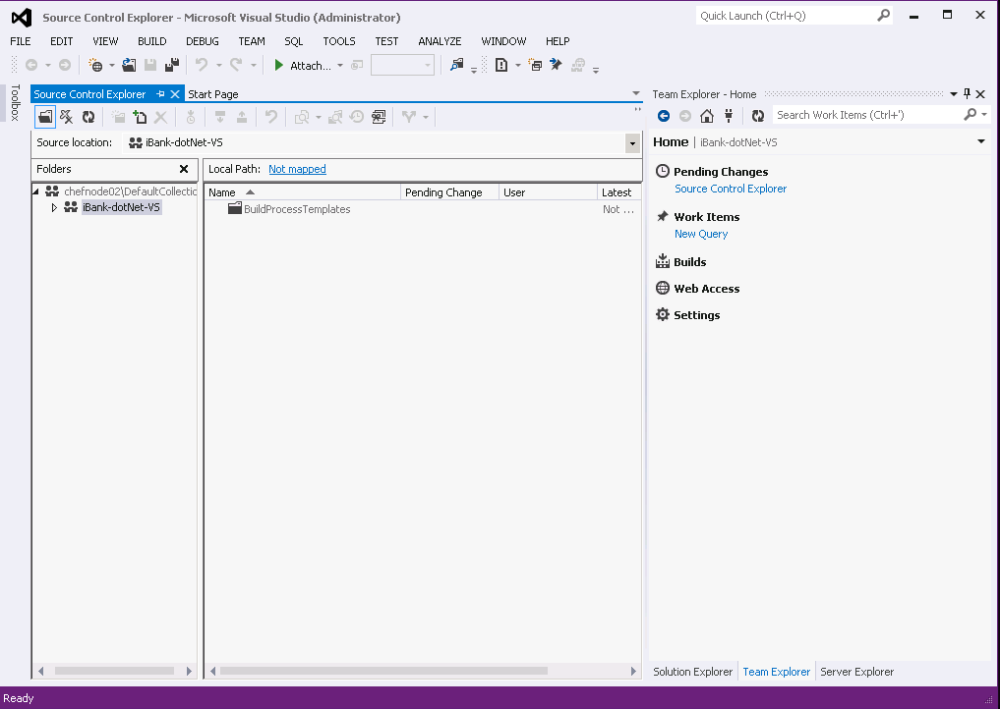 Source Control Explorer - Microsoft Visual Studio (Administrator)
Quick Launch (Ctrl+Q)
FILE EDIT VIEW BUILD DEBUG TEAM SQL TOOLS TEST ANALYZE WINDOW HELP
Attach...
Toolbox
Source Control Explorer
Start Page
Source location: iBank-dotNet-VS
Folders
Local Path: Not mapped
chefnode02\DefaultCollectic
iBank-dotNet-VS
Name Pending Change User Latest
BuildProcessTemplates Not ...
Team Explorer - Home
Search Work Items (Ctrl+')
Home | iBank-dotNet-VS
Pending Changes
Source Control Explorer
Work Items
New Query
Builds
Web Access
Settings
Solution Explorer Team Explorer Server Explorer
Ready